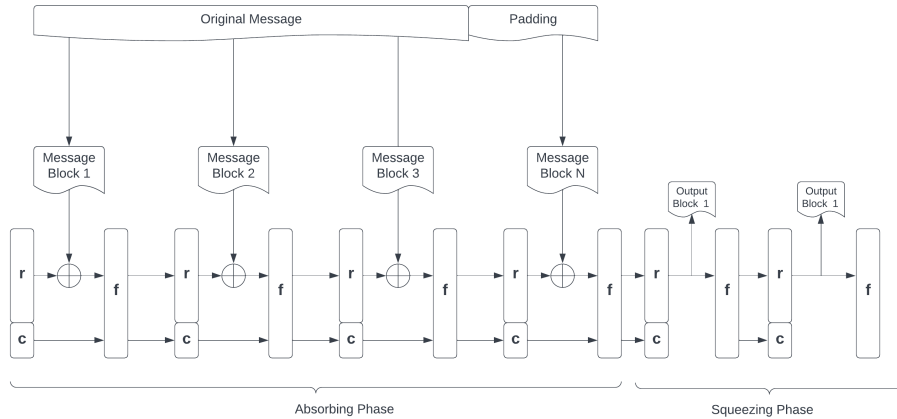 Original Message
Padding
Message
Block 1
Message
Block 2
Message
Block 3
Message
Block N
Output
Block 1
Output
Block 1
r
f
r
f
r
f
r
f
r
f
r
f
c
c
c
c
c
c
Absorbing Phase
Squeezing Phase